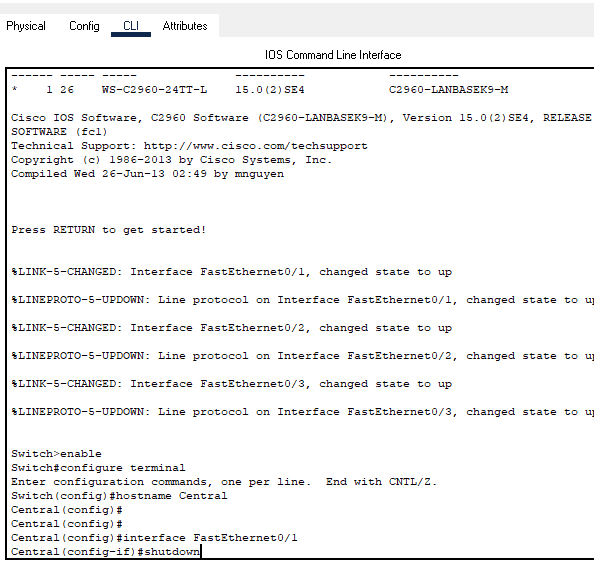 Physical Config CLI Attributes
IOS Command Line Interface
------ ----- ----- ---------- ----------
* 1 26 WS-C2960-24TT-L 15.0(2)SE4 C2960-LANBASEK9-M
Cisco IOS Software, C2960 Software (C2960-LANBASEK9-M), Version 15.0(2)SE4, RELEASE
SOFTWARE (fc1)
Technical Support: http://www.cisco.com/techsupport
Copyright (c) 1986-2013 by Cisco Systems, Inc.
Compiled Wed 26-Jun-13 02:49 by mnguyen
Press RETURN to get started!
%LINK-5-CHANGED: Interface FastEthernet0/1, changed state to up
%LINEPROTO-5-UPDOWN: Line protocol on Interface FastEthernet0/1, changed state to up
%LINK-5-CHANGED: Interface FastEthernet0/2, changed state to up
%LINEPROTO-5-UPDOWN: Line protocol on Interface FastEthernet0/2, changed state to up
%LINK-5-CHANGED: Interface FastEthernet0/3, changed state to up
%LINEPROTO-5-UPDOWN: Line protocol on Interface FastEthernet0/3, changed state to up
Switch>enable
Switch#configure terminal
Enter configuration commands, one per line. End with CNTL/Z.
Switch(config)#hostname Central
Central(config)#
Central(config)#
Central(config)#interface FastEthernet0/1
Central(config-if)#shutdown